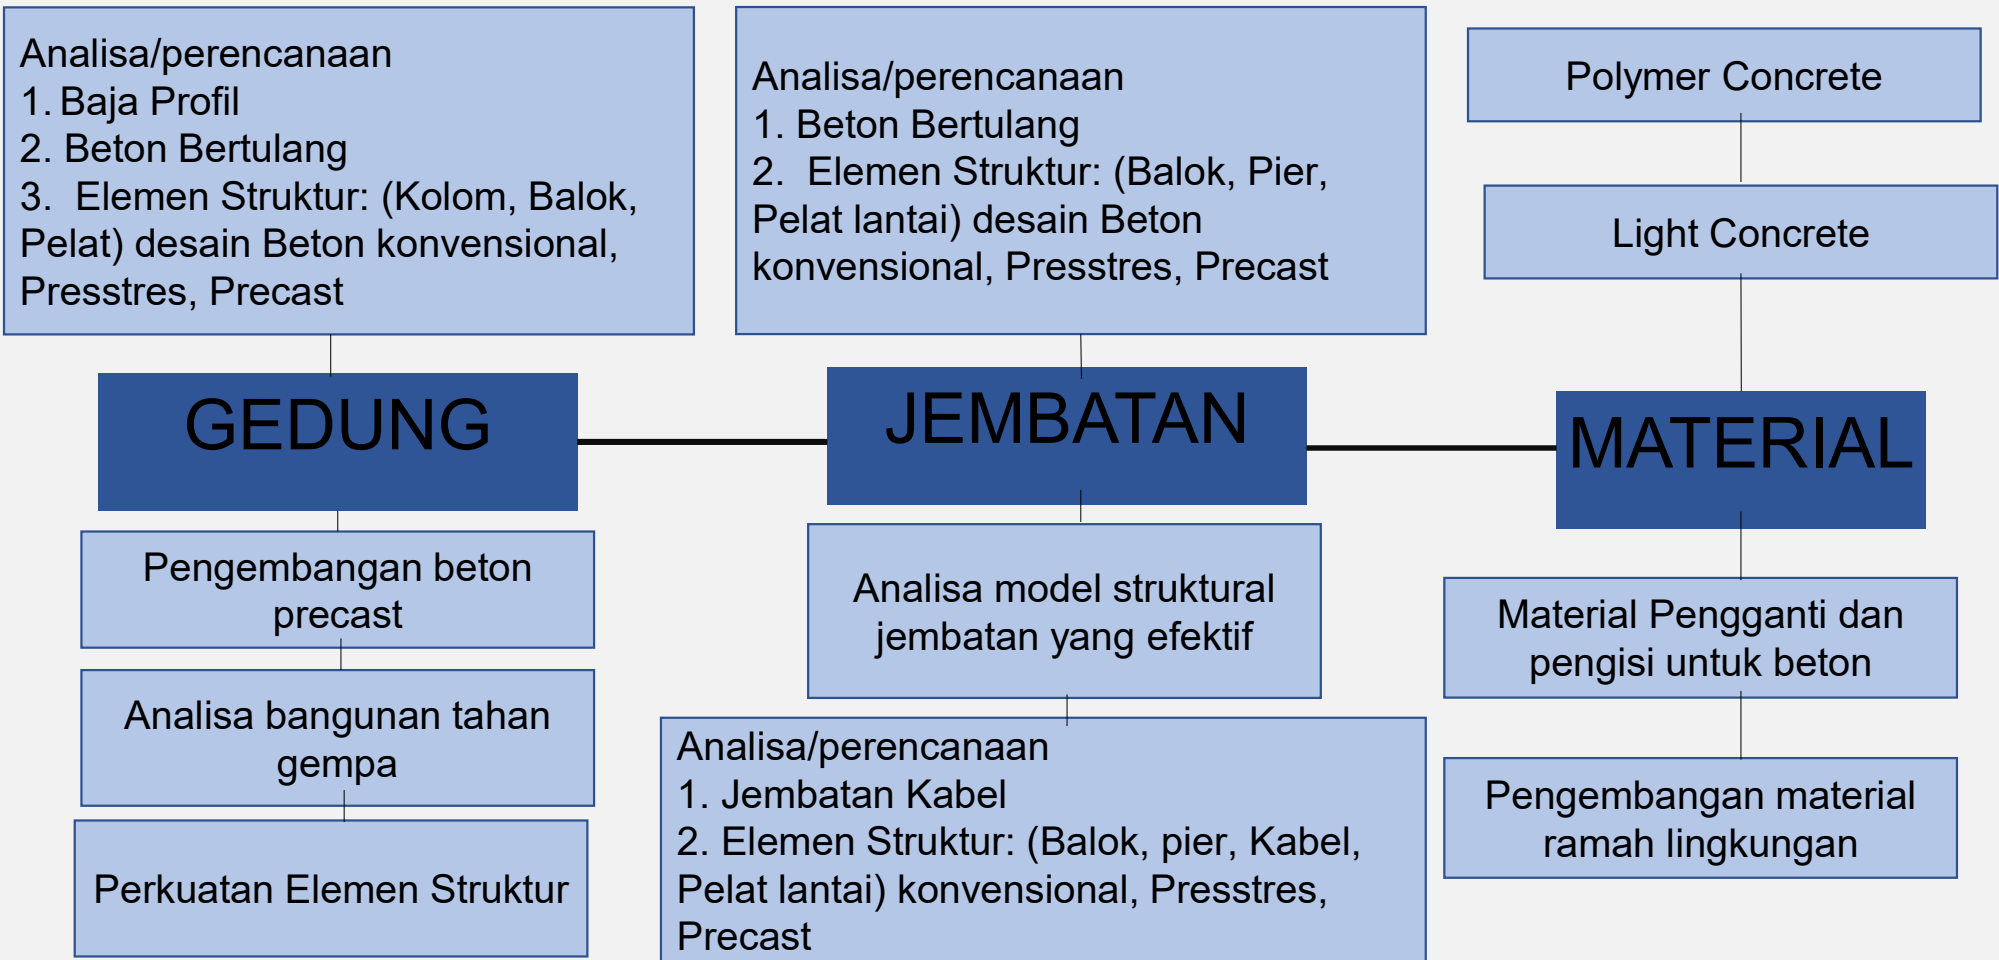 Analisa/perencanaan
1. Baja Profil
2. Beton Bertulang
3. Elemen Struktur: (Kolom, Balok,
Pelat) desain Beton konvensional,
Presstres, Precast
Analisa/perencanaan
1. Beton Bertulang
2. Elemen Struktur: (Balok, Pier,
Pelat lantai) desain Beton
konvensional, Presstres, Precast
Polymer Concrete
Light Concrete
GEDUNG
JEMBATAN
MATERIAL
Pengembangan beton
precast
Analisa bangunan tahan
gempa
Perkuatan Elemen Struktur
Analisa model struktural
jembatan yang efektif
Analisa/perencanaan
1. Jembatan Kabel
2. Elemen Struktur: (Balok, pier, Kabel,
Pelat lantai) konvensional, Presstres,
Precast
Material Pengganti dan
pengisi untuk beton
Pengembangan material
ramah lingkungan